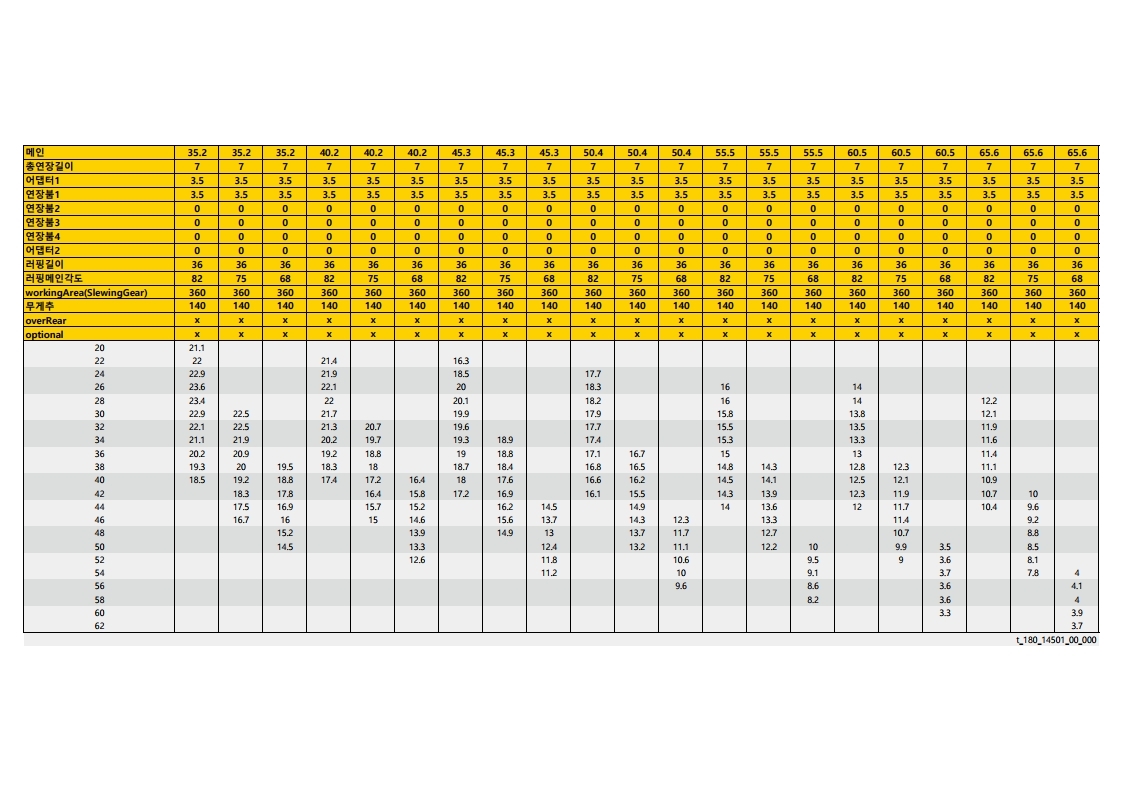 메인 35.2 35.2 35.2 40.2 40.2 40.2 45.3 45.3 45.3 50.4 50.4 50.4 55.5 55.5 55.5 60.5 60.5 60.5 65.6 65.6 65.6
총연장길이 7 7 7 7 7 7 7 7 7 7 7 7 7 7 7 7 7 7 7 7 7
어댑터1 3.5 3.5 3.5 3.5 3.5 3.5 3.5 3.5 3.5 3.5 3.5 3.5 3.5 3.5 3.5 3.5 3.5 3.5 3.5 3.5 3.5
연장붐1 3.5 3.5 3.5 3.5 3.5 3.5 3.5 3.5 3.5 3.5 3.5 3.5 3.5 3.5 3.5 3.5 3.5 3.5 3.5 3.5 3.5
연장붐2 0 0 0 0 0 0 0 0 0 0 0 0 0 0 0 0 0 0 0 0 0
연장붐3 0 0 0 0 0 0 0 0 0 0 0 0 0 0 0 0 0 0 0 0 0
연장붐4 0 0 0 0 0 0 0 0 0 0 0 0 0 0 0 0 0 0 0 0 0
어댑터2 0 0 0 0 0 0 0 0 0 0 0 0 0 0 0 0 0 0 0 0 0
러핑길이 36 36 36 36 36 36 36 36 36 36 36 36 36 36 36 36 36 36 36 36 36
러핑메인각도 82 75 68 82 75 68 82 75 68 82 75 68 82 75 68 82 75 68 82 75 68
workingArea(SlewingGear) 360 360 360 360 360 360 360 360 360 360 360 360 360 360 360 360 360 360 360 360 360
무게추 140 140 140 140 140 140 140 140 140 140 140 140 140 140 140 140 140 140 140 140 140
overRear x x x x x x x x x x x x x x x x x x x x x
optional x x x x x x x x x x x x x x x x x x x x x
20 21.1
22 22 21.4 16.3
24 22.9 21.9 18.5 17.7
26 23.6 22.1 20 18.3 16 14
28 23.4 22 20.1 18.2 16 14 12.2
30 22.9 22.5 21.7 19.9 17.9 15.8 13.8 12.1
32 22.1 22.5 21.3 20.7 19.6 17.7 15.5 13.5 11.9
34 21.1 21.9 20.2 19.7 19.3 18.9 17.4 15.3 13.3 11.6
36 20.2 20.9 19.2 18.8 19 18.8 17.1 16.7 15 13 11.4
38 19.3 20 19.5 18.3 18 18.7 18.4 16.8 16.5 14.8 14.3 12.8 12.3 11.1
40 18.5 19.2 18.8 17.4 17.2 16.4 18 17.6 16.6 16.2 14.5 14.1 12.5 12.1 10.9
42 18.3 17.8 16.4 15.8 17.2 16.9 16.1 15.5 14.3 13.9 12.3 11.9 10.7 10
44 17.5 16.9 15.7 15.2 16.2 14.5 14.9 14 13.6 12 11.7 10.4 9.6
46 16.7 16 15 14.6 15.6 13.7 14.3 12.3 13.3 11.4 9.2
48 15.2 13.9 14.9 13 13.7 11.7 12.7 10.7 8.8
50 14.5 13.3 12.4 13.2 11.1 12.2 10 9.9 3.5 8.5
52 12.6 11.8 10.6 9.5 9 3.6 8.1
54 11.2 10 9.1 3.7 7.8 4
56 9.6 8.6 3.6 4.1
58 8.2 3.6 4
60 3.3 3.9
62 3.7
t_180_14501_00_000